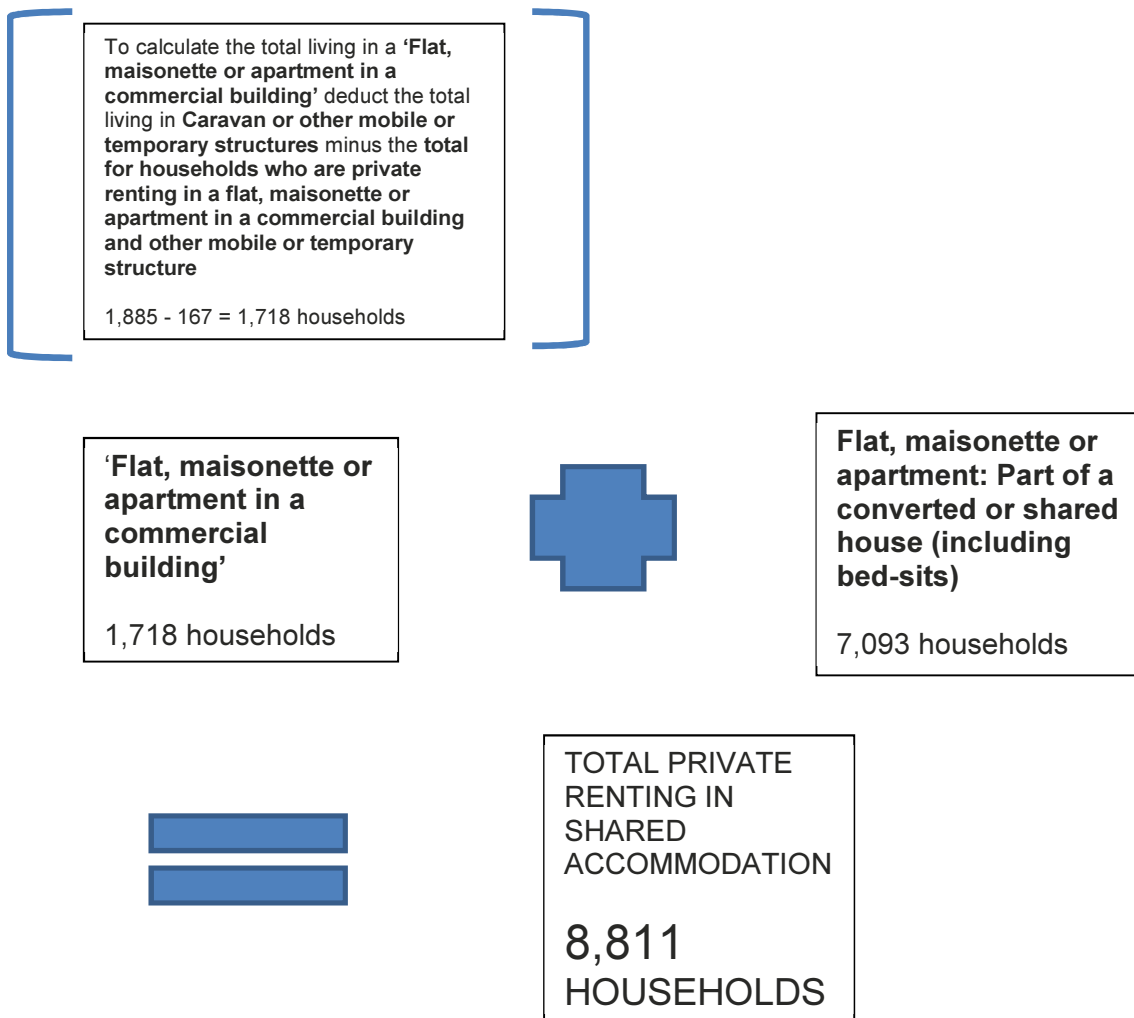 To calculate the total living in a ‘Flat,
maisonette or apartment in a
commercial building’ deduct the total
living in Caravan or other mobile or
temporary structures minus the total
for households who are private
renting in a flat, maisonette or
apartment in a commercial building
and other mobile or temporary
structure
1,885 - 167 = 1,718 households
‘Flat, maisonette or
apartment in a
commercial
building’
1,718 households
Flat, maisonette or
apartment: Part of a
converted or shared
house (including
bed-sits)
7,093 households
TOTAL PRIVATE
RENTING IN
SHARED
ACCOMMODATION
8,811
HOUSEHOLDS